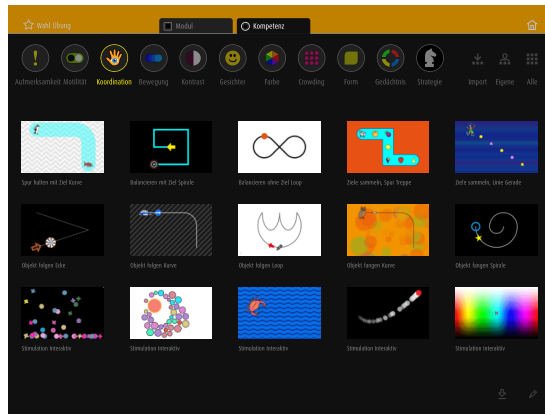 Wahl Übung
Modul
Kompetenz
Aufmerksamkeit Motilität Koordination Bewegung Kontrast Gesichter Farbe Crowding Form Gedächtnis Strategie Import Eigene Alle
Spur halten mit Ziel Kurve
Balancieren mit Ziel Spirale
Balancieren ohne Ziel Loop
Ziele sammeln, Spur Treppe
Ziele sammeln, Linie Gerade
Objekt folgen Ecke
Objekt folgen Kurve
Objekt folgen Loop
Objekt fangen Kurve
Objekt fangen Spirale
Stimulation Interaktiv
Stimulation Interaktiv
Stimulation Interaktiv
Stimulation Interaktiv
Stimulation Interaktiv